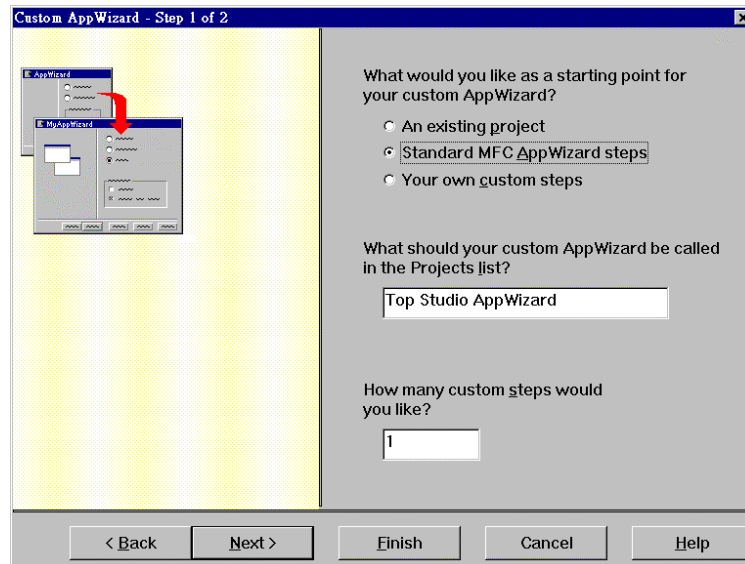 Custom AppWizard - Step 1 of 2
AppWizard
MyAppWizard
What would you like as a starting point for
your custom AppWizard?
An existing project
Standard MFC AppWizard steps
Your own custom steps
What should your custom AppWizard be called
in the Projects list?
Top Studio AppWizard
How many custom steps would
you like?
1
< Back
Next >
Finish
Cancel
Help